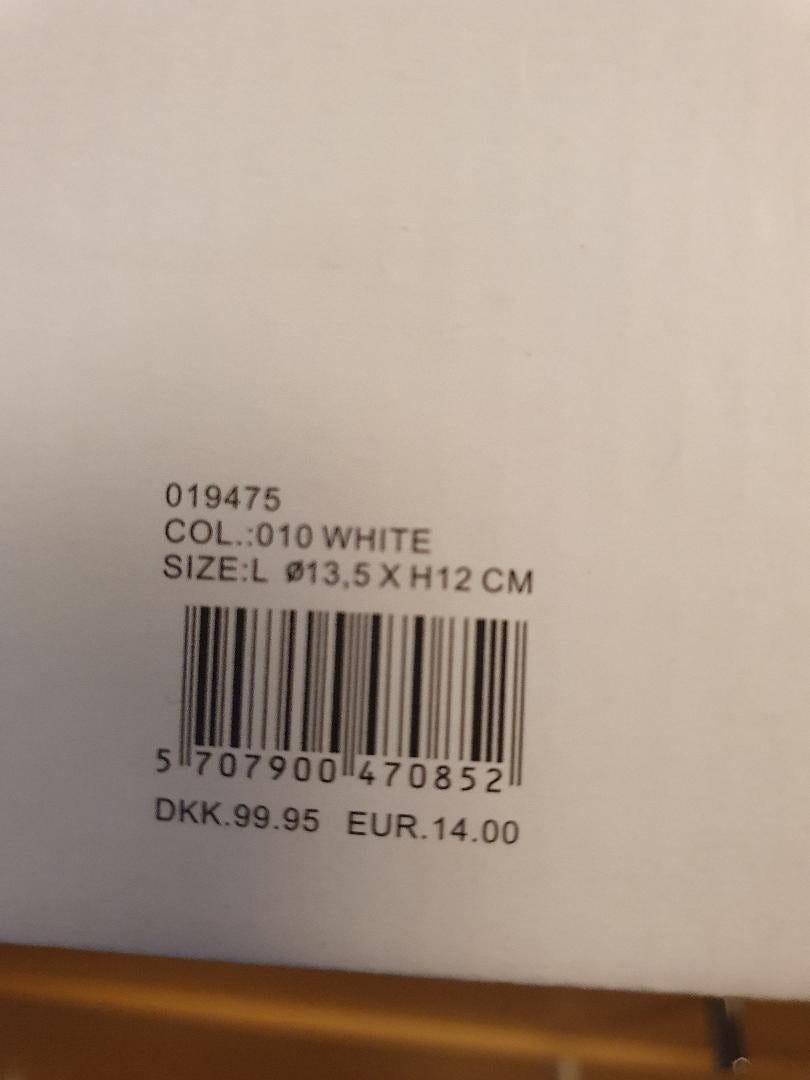 019475
COL.:010 WHITE
SIZE:L Ø13,5 X H12 CM
5 707900 470852
DKK.99.95 EUR.14.00